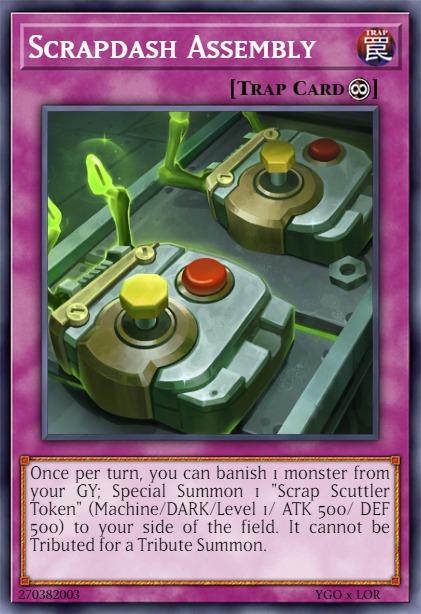 Scrapdash Assembly
TRAP
罠
[Trap Card]
Once per turn, you can banish 1 monster from
your GY; Special Summon 1 "Scrap Scuttler
Token" (Machine/DARK/Level 1/ ATK 500/ DEF
500) to your side of the field. It cannot be
Tributed for a Tribute Summon.
270382003 YGO x LOR